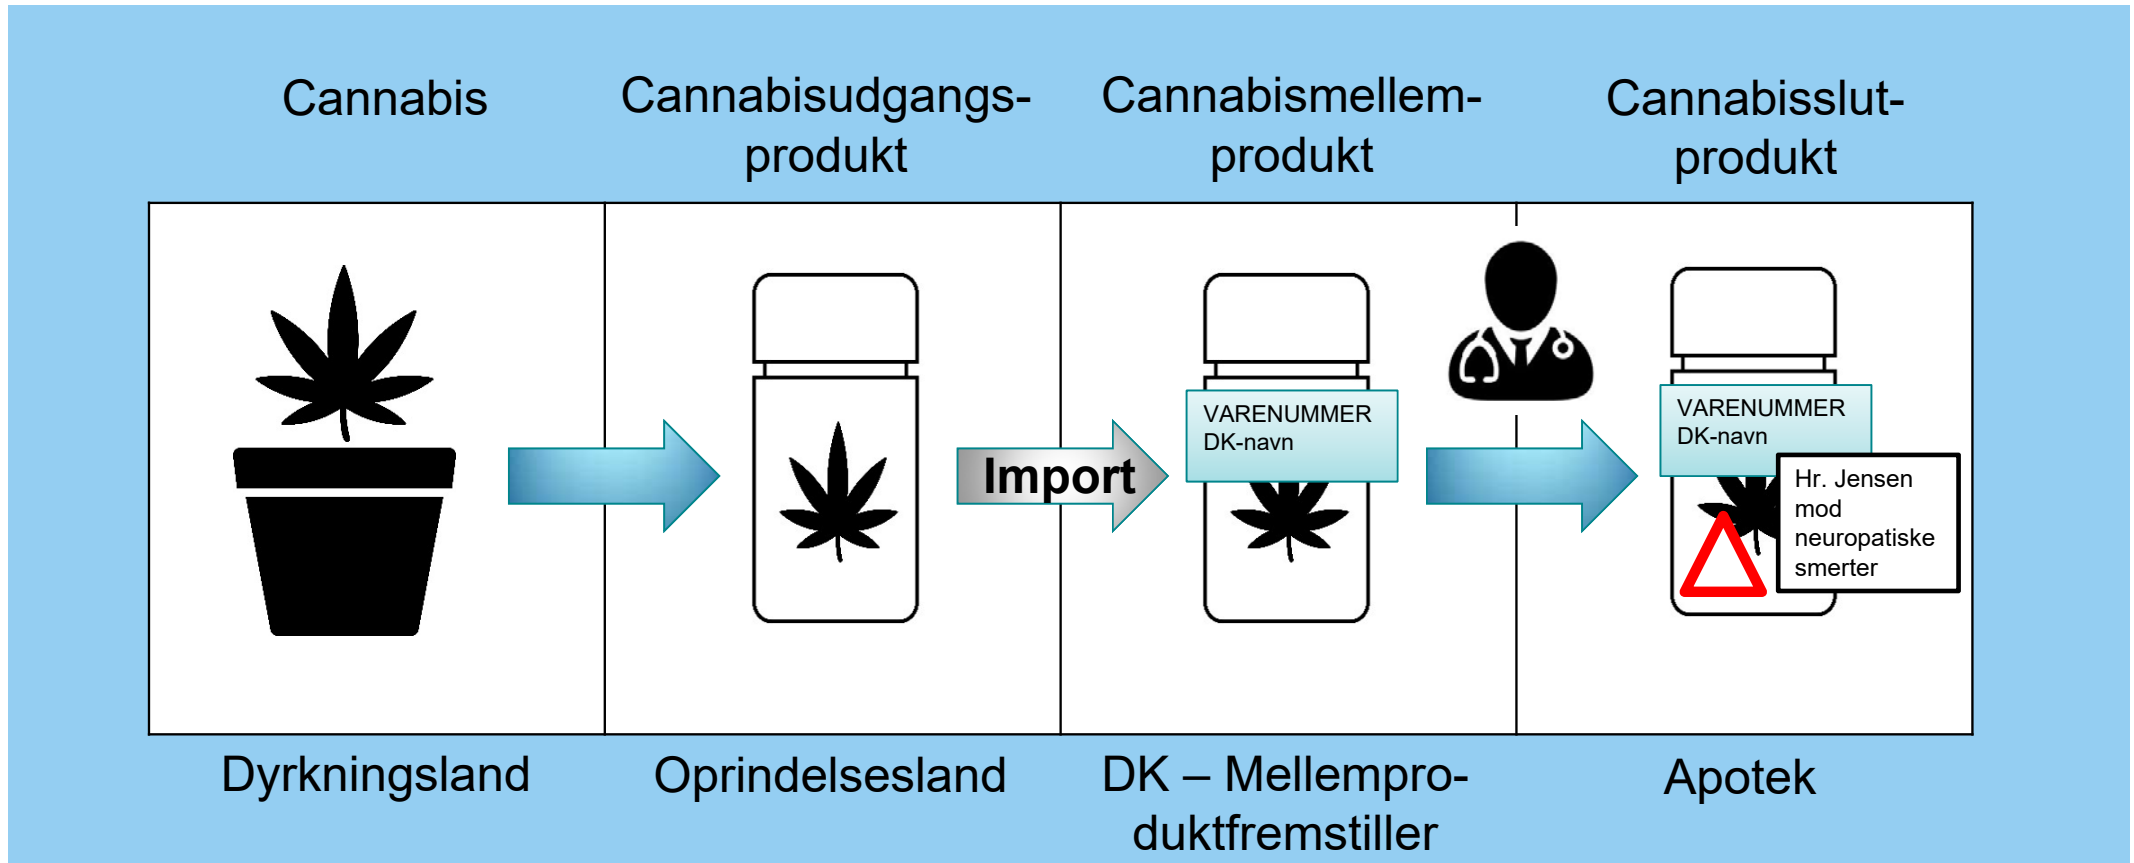 Cannabis
Cannabisudgangs-
produkt
Cannabismellem-
produkt
Cannabisslut-
produkt
Import
VARENUMMER
DK-navn
VARENUMMER
DK-navn
Hr. Jensen
mod
neuropatiske
smerter
Dyrkningsland
Oprindelsesland
DK – Mellempro-
duktfremstiller
Apotek